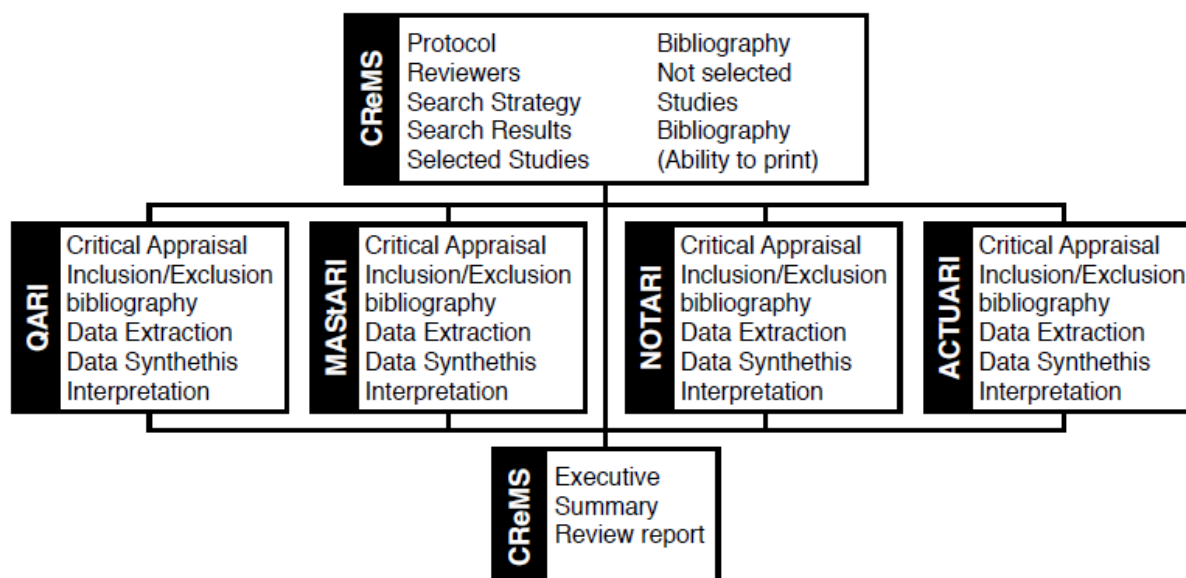 CReMS
Protocol
Reviewers
Search Strategy
Search Results
Selected Studies
Bibliography
Not selected
Studies
Bibliography
(Ability to print)
QARI
Critical Appraisal
Inclusion/Exclusion
bibliography
Data Extraction
Data Synthethis
Interpretation
MAStARI
Critical Appraisal
Inclusion/Exclusion
bibliography
Data Extraction
Data Synthethis
Interpretation
NOTARI
Critical Appraisal
Inclusion/Exclusion
bibliography
Data Extraction
Data Synthethis
Interpretation
ACTUARI
Critical Appraisal
Inclusion/Exclusion
bibliography
Data Extraction
Data Synthethis
Interpretation
CReMS
Executive
Summary
Review report